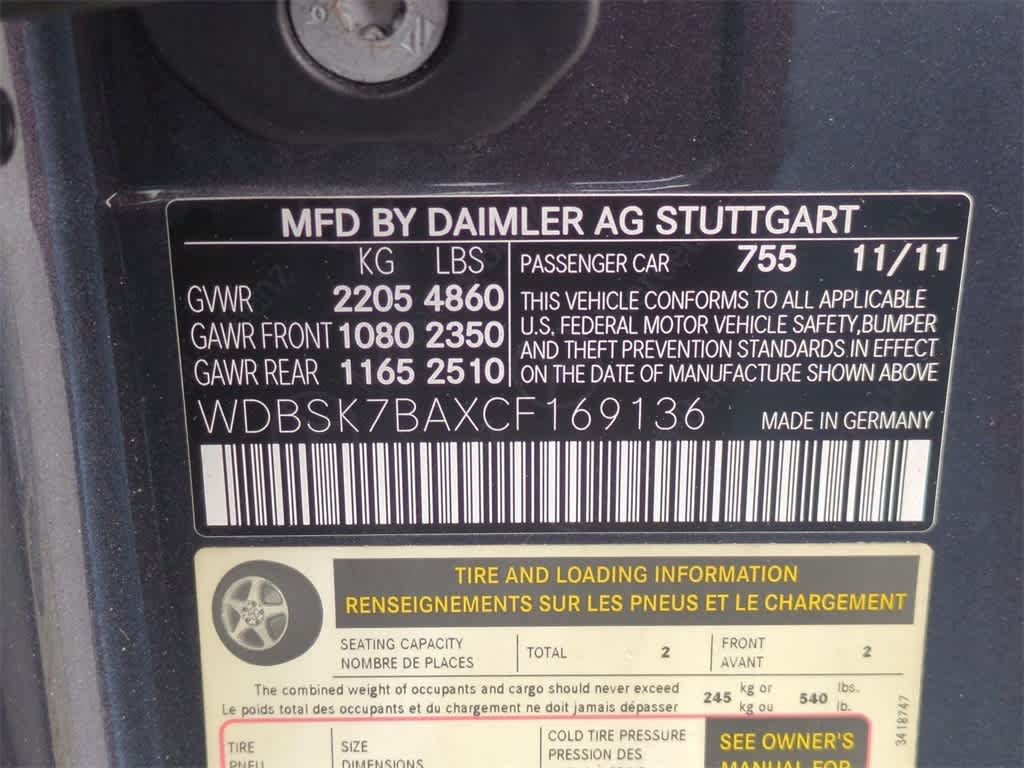 MFD BY DAIMLER AG STUTTGART
KG LBS
GVWR 2205 4860
GAWR FRONT 1080 2350
GAWR REAR 1165 2510
PASSENGER CAR 755 11/11
THIS VEHICLE CONFORMS TO ALL APPLICABLE
U.S. FEDERAL MOTOR VEHICLE SAFETY,BUMPER
AND THEFT PREVENTION STANDARDS IN EFFECT
ON THE DATE OF MANUFACTURE SHOWN ABOVE
WDBSK7BAXCF169136 MADE IN GERMANY
TIRE AND LOADING INFORMATION
RENSEIGNEMENTS SUR LES PNEUS ET LE CHARGEMENT
SEATING CAPACITY
NOMBRE DE PLACES
TOTAL 2
FRONT
AVANT
2
The combined weight of occupants and cargo should never exceed
Le poids total des occupants et du chargement ne doit jamais dépasser
245 kg or
kg ou
540 lbs.
lb.
3418747
TIRE
PNEU
SIZE
DIMENSIONS
COLD TIRE PRESSURE
PRESSION DES
SEE OWNER'S
MANUAL FOR